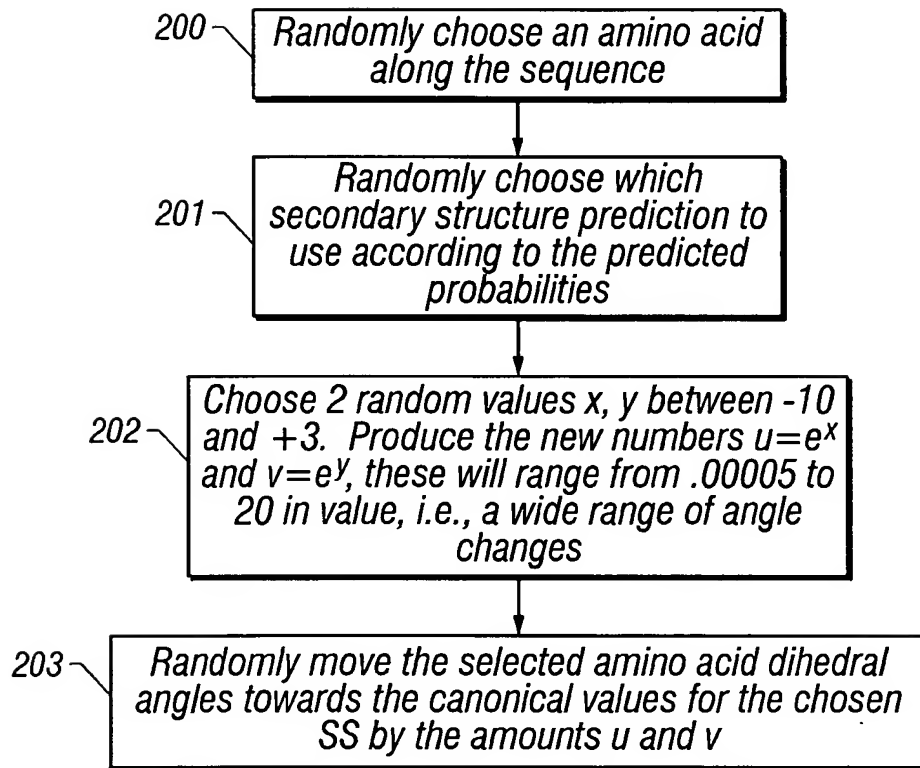 200
Randomly choose an amino acid
along the sequence
201
Randomly choose which
secondary structure prediction to
use according to the predicted
probabilities
202
Choose 2 random values x, y between -10
and +3. Produce the new numbers u=eˣ
and v=eʸ, these will range from .00005 to
20 in value, i.e., a wide range of angle
changes
203
Randomly move the selected amino acid dihedral
angles towards the canonical values for the chosen
SS by the amounts u and v